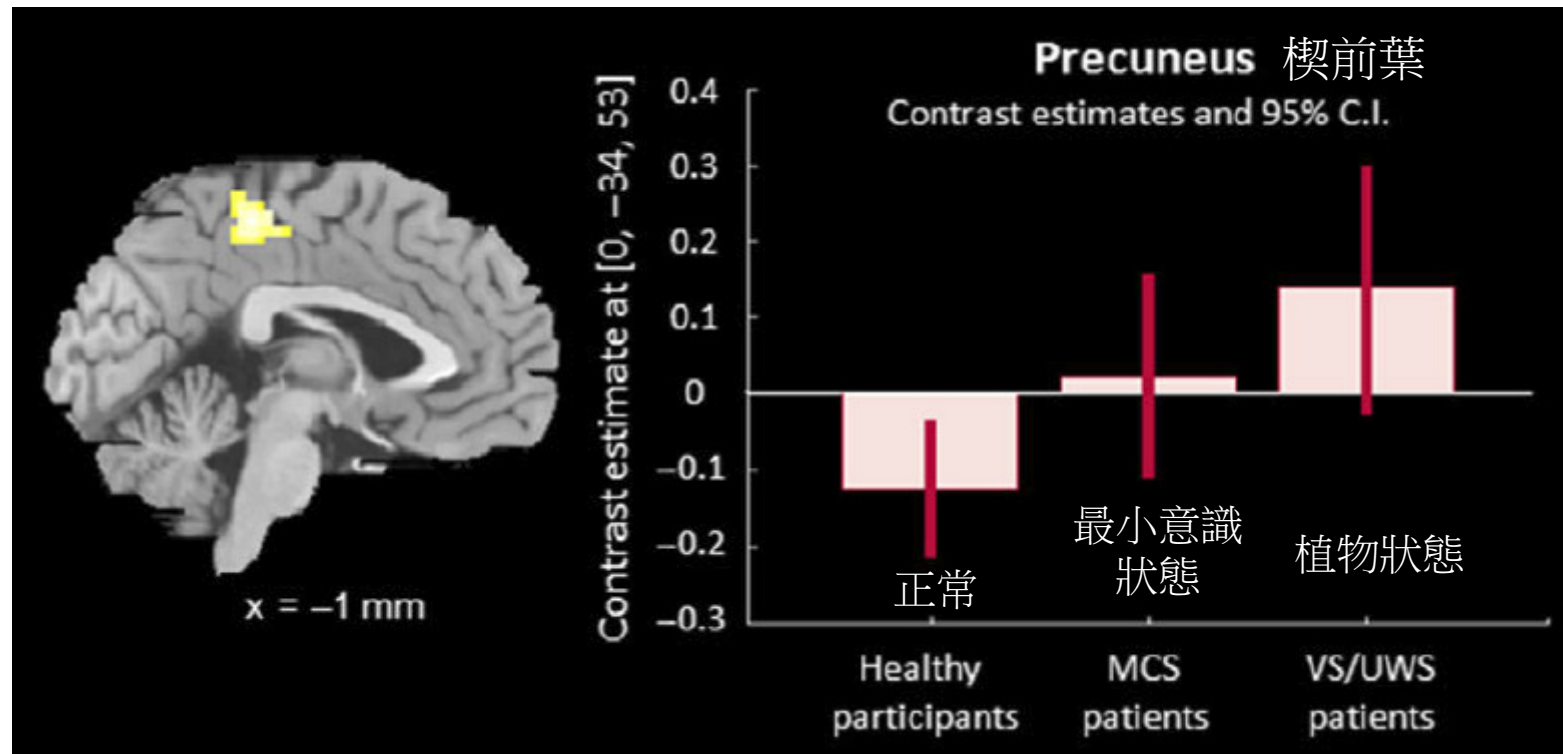 Precuneus 楔前葉
Contrast estimates and 95% C.I.
Contrast estimate at [0, −34, 53]
0.4
0.3
0.2
0.1
0
−0.1
−0.2
−0.3
正常
最小意識
狀態
植物狀態
Healthy
participants
MCS
patients
VS/UWS
patients
x = −1 mm